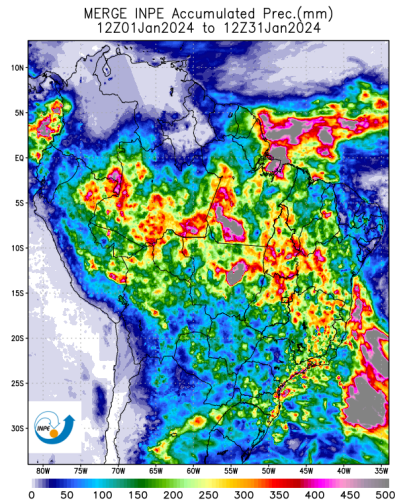 MERGE INPE Accumulated Prec.(mm)
12Z01Jan2024 to 12Z31Jan2024
10N
5N
EQ
5S
10S
15S
20S
25S
30S
INPE
80W 75W 70W 65W 60W 55W 50W 45W 40W 35W
0 50 100 150 200 250 300 350 400 450 500